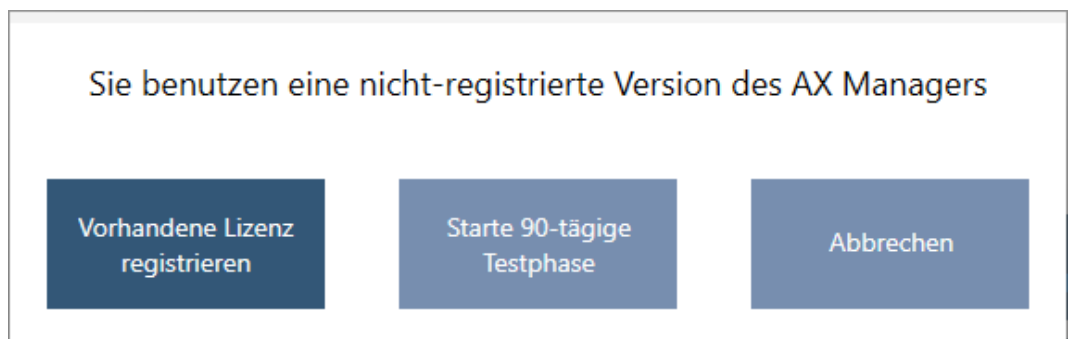 Sie benutzen eine nicht-registrierte Version des AX Managers
Vorhandene Lizenz
registrieren
Starte 90-tägige
Testphase
Abbrechen